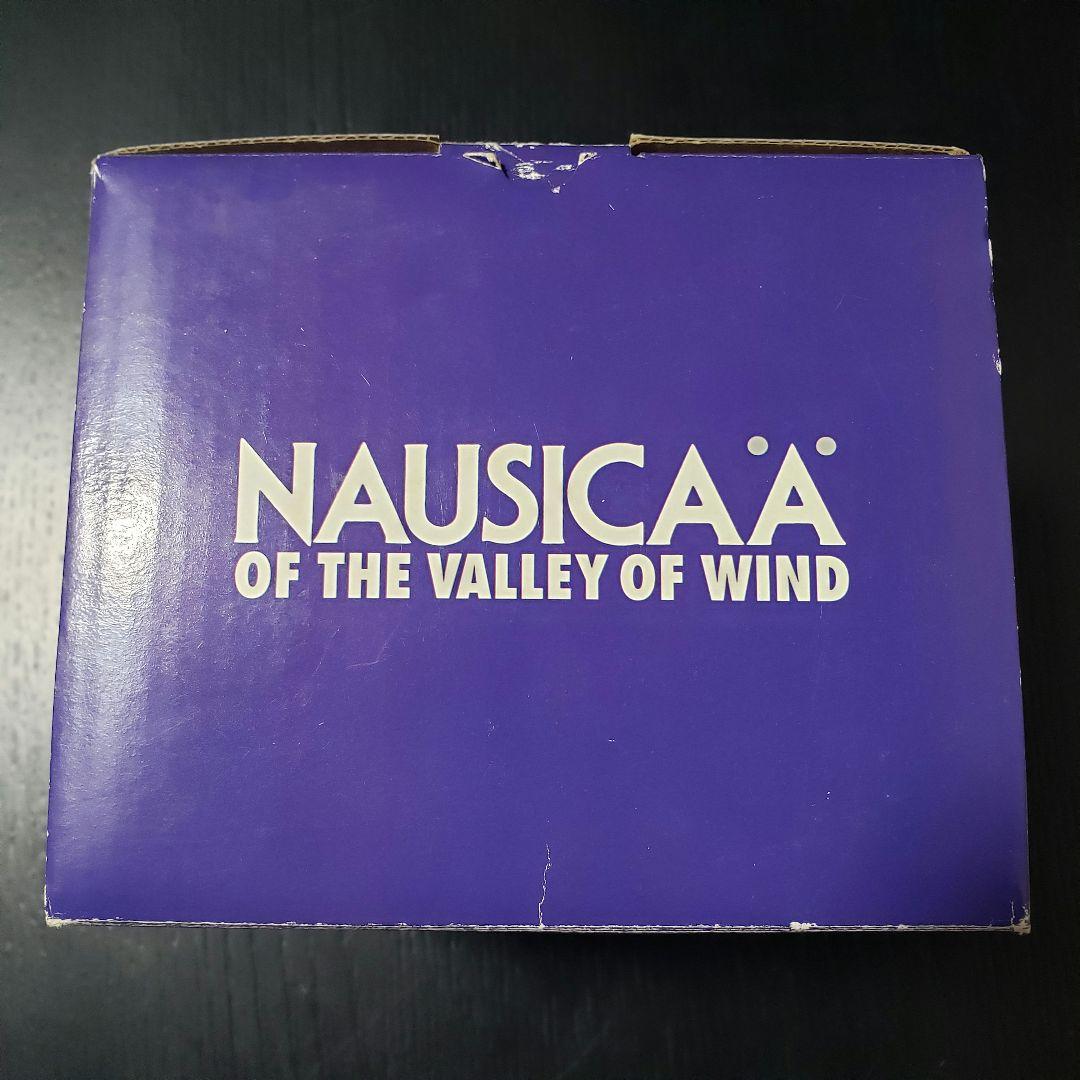 NAUSICAÄ
OF THE VALLEY OF WIND